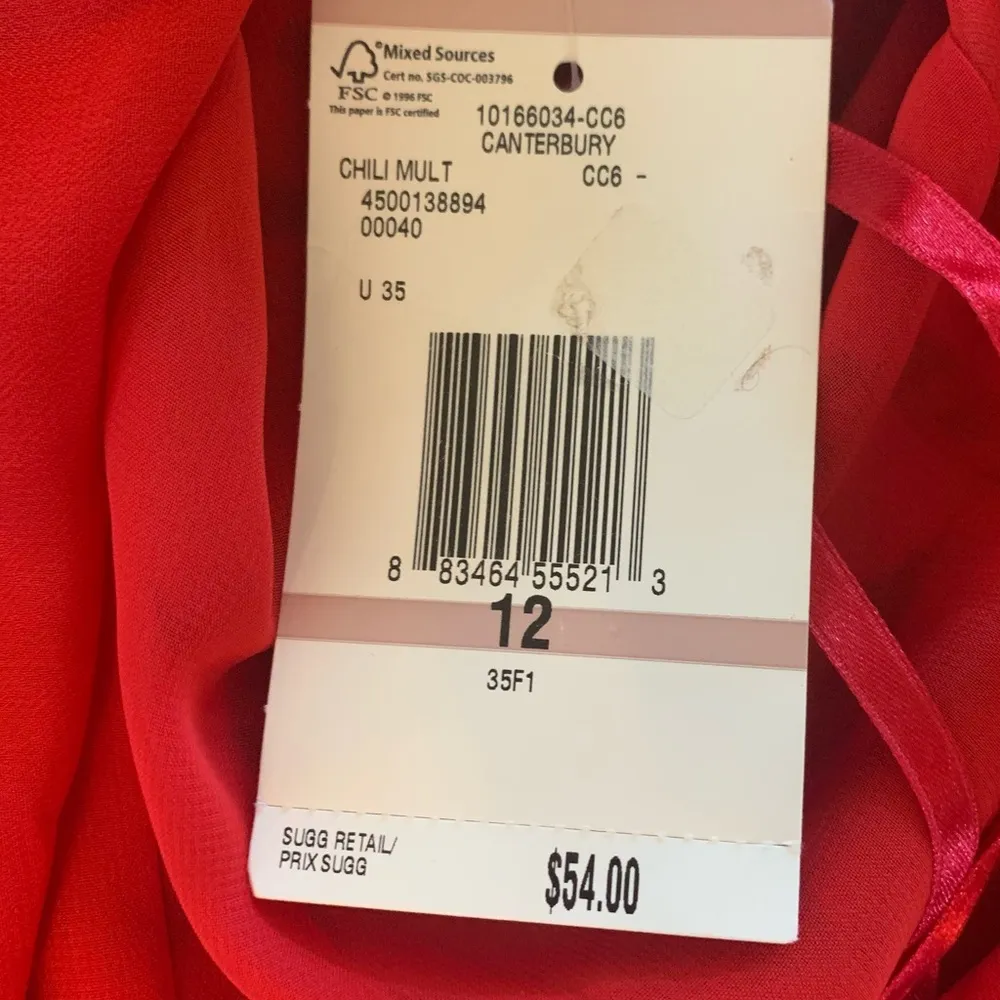 ® Mixed Sources
Cert no. SGS-COC-003796
FSC © 1996 FSC
This paper is FSC certified
10166034-CC6
CANTERBURY
CHILI MULT CC6 -
4500138894
00040
U 35
8 83464 55521 3
12
35F1
SUGG RETAIL/
PRIX SUGG
$54.00